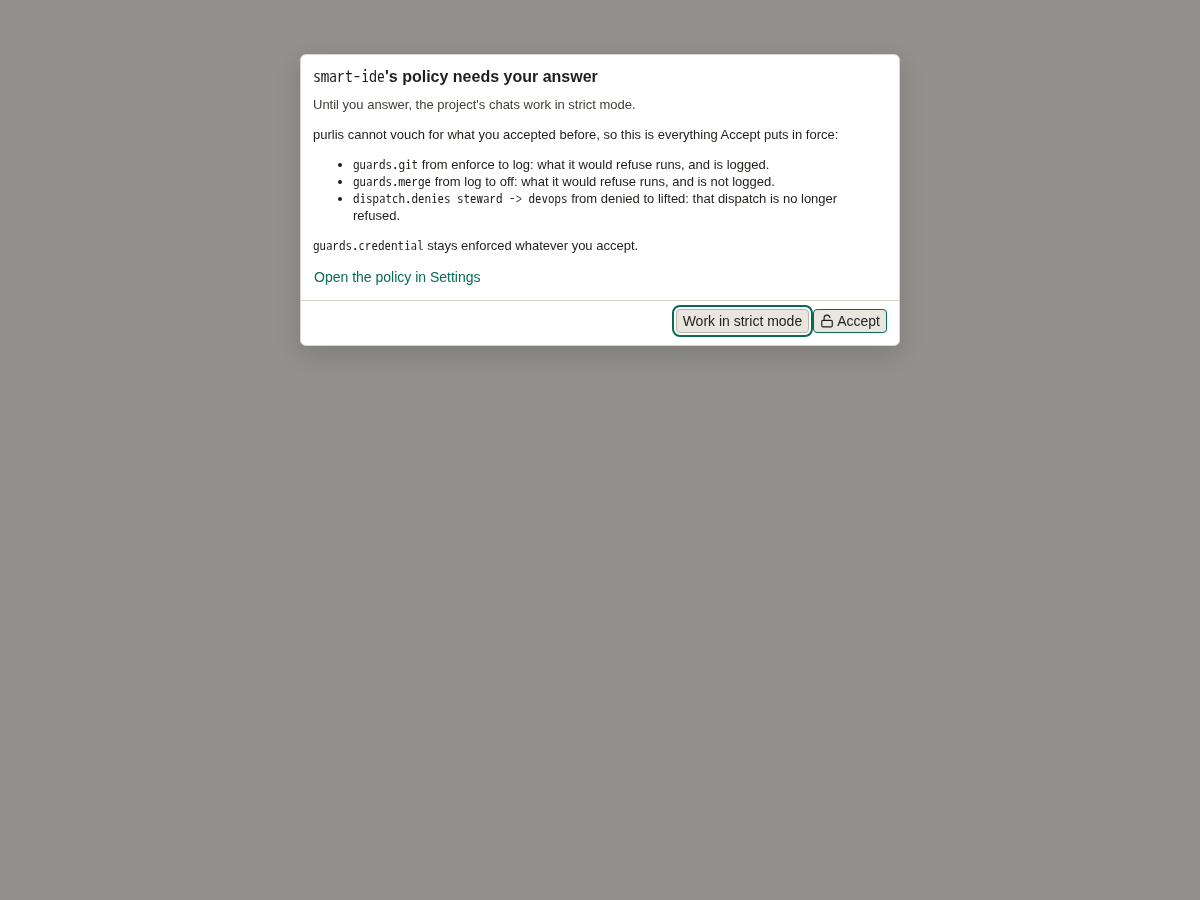 smart-ide's policy needs your answer
Until you answer, the project's chats work in strict mode.
purlis cannot vouch for what you accepted before, so this is everything Accept puts in force:
• guards.git from enforce to log: what it would refuse runs, and is logged.
• guards.merge from log to off: what it would refuse runs, and is not logged.
• dispatch.denies steward -> devops from denied to lifted: that dispatch is no longer
refused.
guards.credential stays enforced whatever you accept.
Open the policy in Settings
Work in strict mode
Accept